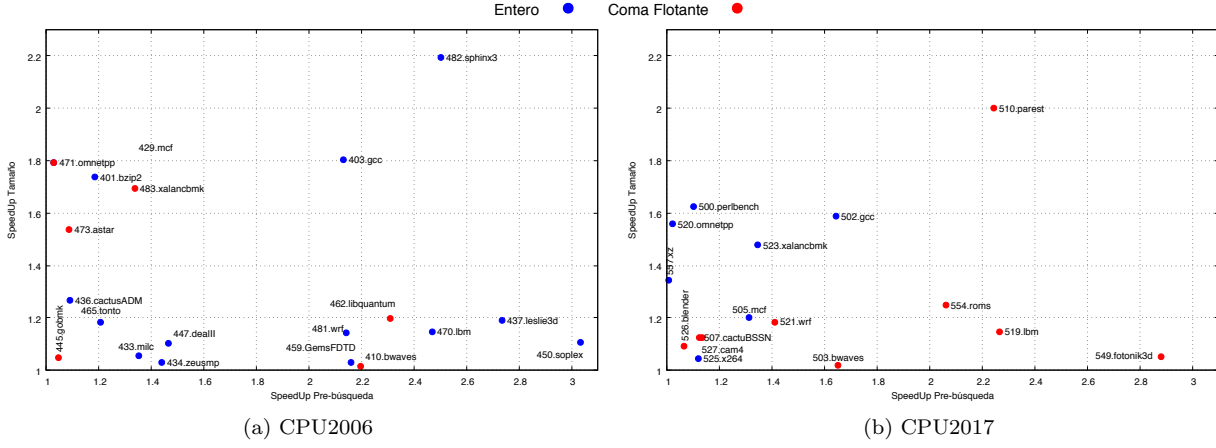 Entero
Coma Flotante
2.2
2
1.8
1.6
1.4
1.2
1
SpeedUp Tamaño
482.sphinx3
429.mcf
403.gcc
471.omnetpp
401.bzip2
483.xalancbmk
473.astar
436.cactusADM
465.tonto
462.libquantum
437.leslie3d
447.dealII
481.wrf
470.lbm
445.gobmk
433.milc
459.GemsFDTD
410.bwaves
450.soplex
434.zeusmp
1 1.2 1.4 1.6 1.8 2 2.2 2.4 2.6 2.8 3
SpeedUp Pre-búsqueda
(a) CPU2006
2.2
2
1.8
1.6
1.4
1.2
1
SpeedUp Tamaño
510.parest
500.perlbench
502.gcc
520.omnetpp
523.xalancbmk
557.xz
554.roms
505.mcf
521.wrf
519.lbm
526.blender
507.cactuBSSN
527.cam4
525.x264
503.bwaves
549.fotonik3d
1 1.2 1.4 1.6 1.8 2 2.2 2.4 2.6 2.8 3
SpeedUp Pre-búsqueda
(b) CPU2017